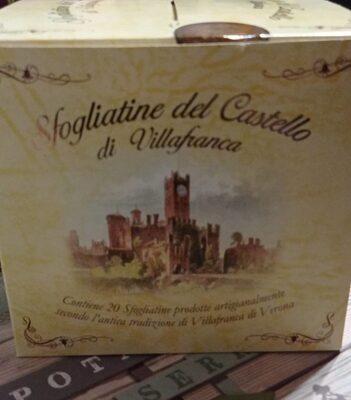 Sfogliatine del Castello
di Villafranca
Contiene 20 Sfogliatine prodotte artigianalmente
secondo l'antica tradizione di Villafranca di Verona